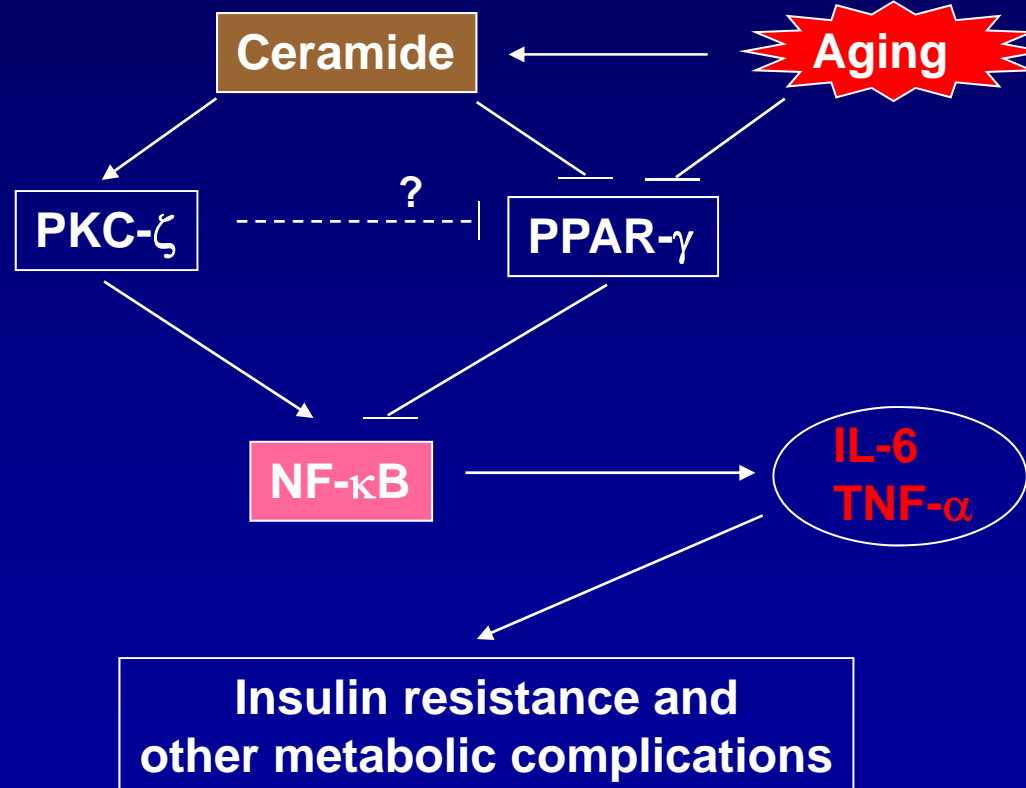 Ceramide
Aging
?
PKC-ζ
PPAR-γ
NF-κB
IL-6
TNF-α
Insulin resistance and
other metabolic complications